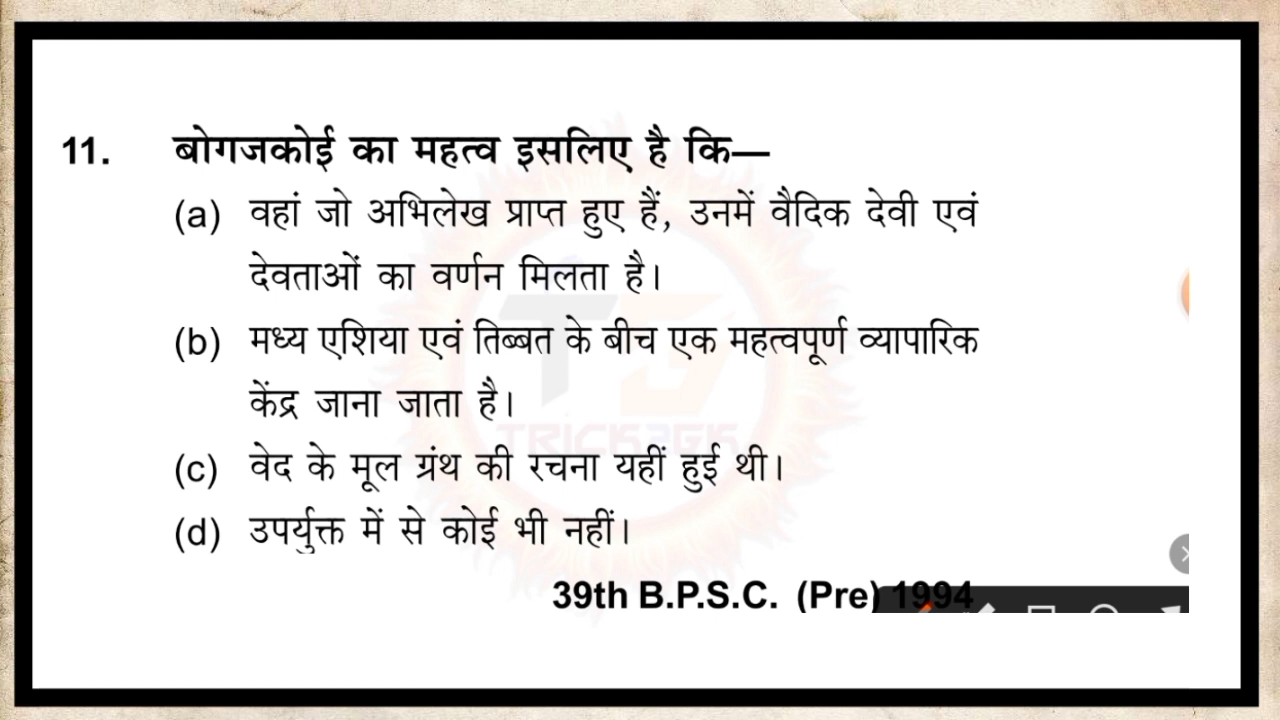 11. बोगजकोई का महत्व इसलिए है कि—
(a) वहां जो अभिलेख प्राप्त हुए हैं, उनमें वैदिक देवी एवं
देवताओं का वर्णन मिलता है।
(b) मध्य एशिया एवं तिब्बत के बीच एक महत्वपूर्ण व्यापारिक
केंद्र जाना जाता है।
TRICK2GK
(c) वेद के मूल ग्रंथ की रचना यहीं हुई थी।
(d) उपर्युक्त में से कोई भी नहीं।
39th B.P.S.C. (Pre) 1994